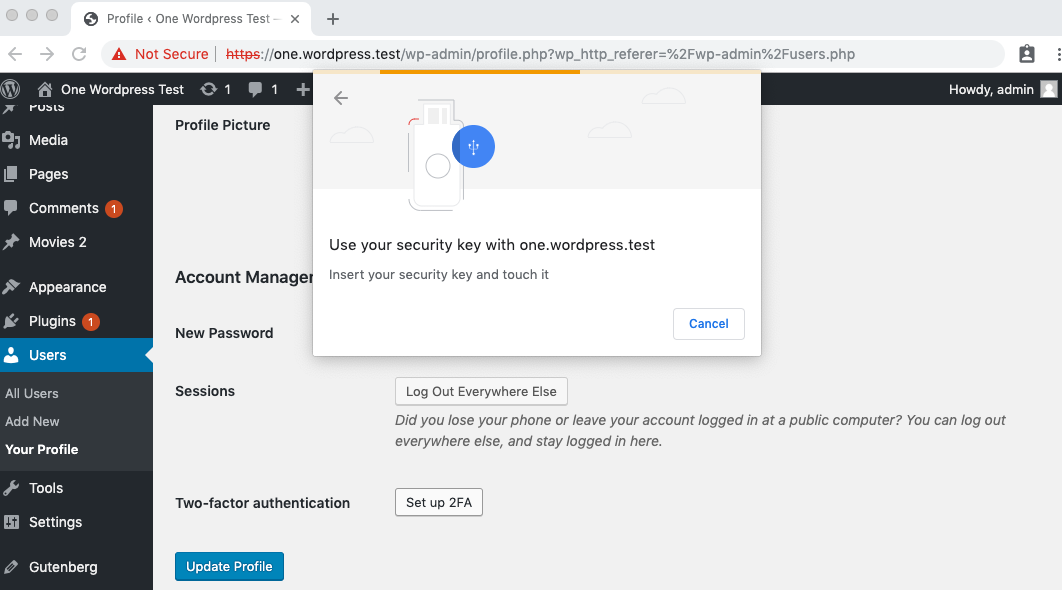 Profile ‹ One Wordpress Test –
Not Secure | https://one.wordpress.test/wp-admin/profile.php?wp_http_referer=%2Fwp-admin%2Fusers.php
One Wordpress Test 1 1 Howdy, admin
Posts
Media
Pages
Comments 1
Movies 2
Appearance
Plugins 1
Users
All Users
Add New
Your Profile
Tools
Settings
Gutenberg
Profile Picture
Use your security key with one.wordpress.test
Insert your security key and touch it
Cancel
Account Manager
New Password
Sessions
Log Out Everywhere Else
Did you lose your phone or leave your account logged in at a public computer? You can log out
everywhere else, and stay logged in here.
Two-factor authentication
Set up 2FA
Update Profile